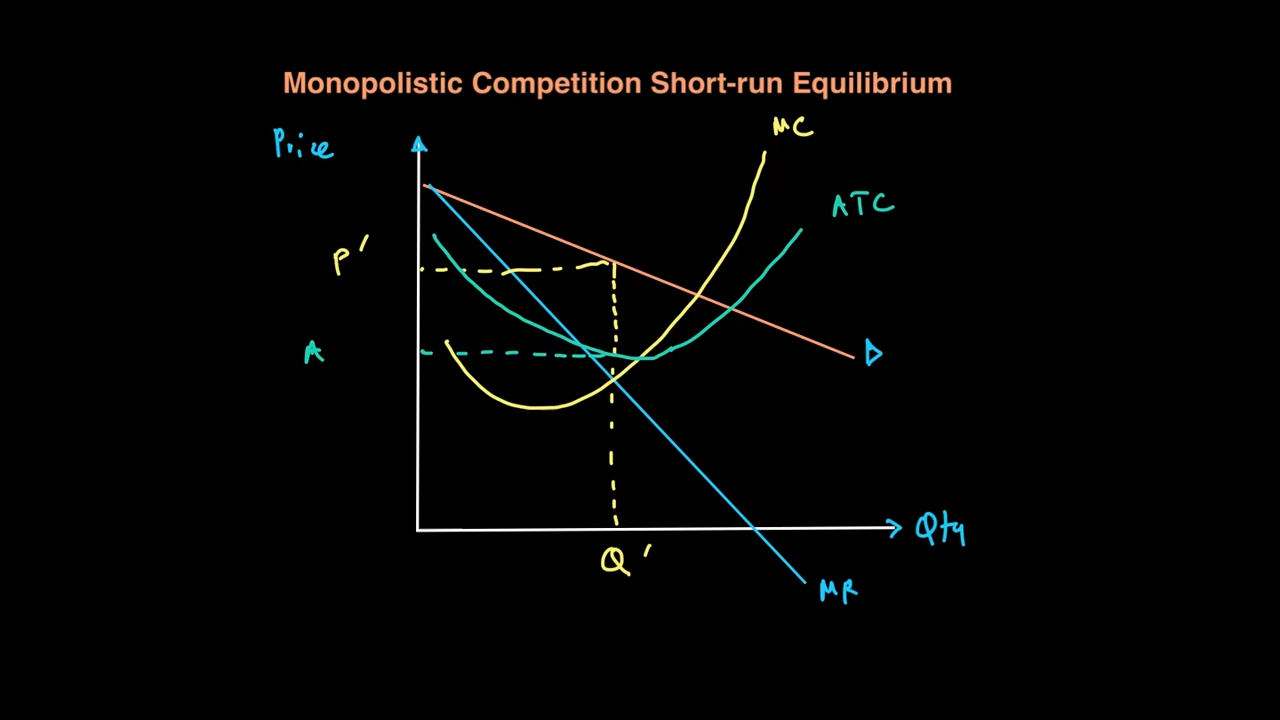 Monopolistic Competition Short-run Equilibrium
MC
Price
ATC
P'
A
D
Qty
Q'
MR